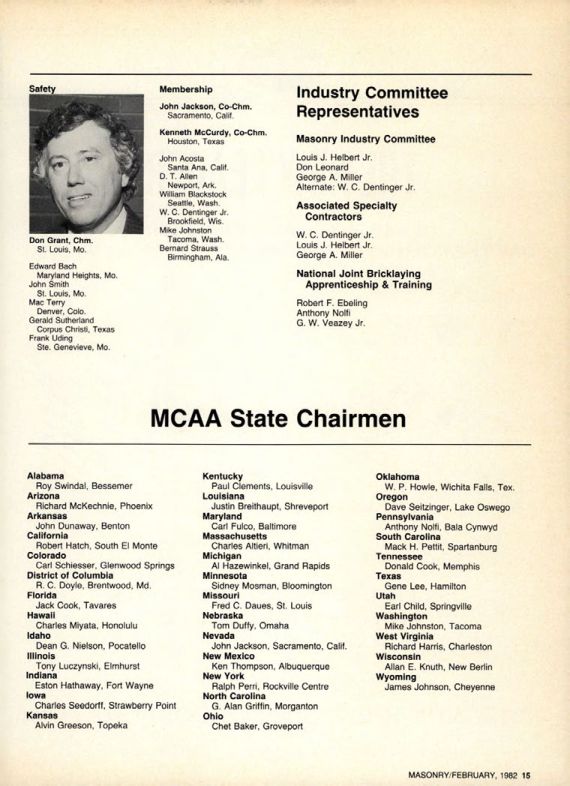 Safety
Don Grant, Chm.
St. Louis, Mo.
Edward Bach
Maryland Heights, Mo.
John Smith
St. Louis, Mo.
Mac Terry
Denver, Colo.
Gerald Sutherland
Corpus Christi, Texas
Frank Uding
Ste. Genevieve, Mo.
Membership
John Jackson, Co-Chm.
Sacramento, Calif.
Kenneth McCurdy, Co-Chm.
Houston, Texas
John Acosta
Santa Ana, Calif.
D. T. Allen
Newport, Ark.
William Blackstock
Seattle, Wash.
W. C. Dentinger Jr.
Brookfield, Wis.
Mike Johnston
Tacoma, Wash.
Bernard Strauss
Birmingham, Ala.
Industry Committee
Representatives
Masonry Industry Committee
Louis J. Helbert Jr.
Don Leonard
George A. Miller
Alternate: W. C. Dentinger Jr.
Associated Specialty
Contractors
W. C. Dentinger Jr.
Louis J. Helbert Jr.
George A. Miller
National Joint Bricklaying
Apprenticeship & Training
Robert F. Ebeling
Anthony Nolfi
G. W. Veazey Jr.
MCAA State Chairmen
Alabama
Roy Swindal, Bessemer
Arizona
Richard McKechnie, Phoenix
Arkansas
John Dunaway, Benton
California
Robert Hatch, South El Monte
Colorado
Carl Schiesser, Glenwood Springs
District of Columbia
R. C. Doyle, Brentwood, Md.
Florida
Jack Cook, Tavares
Hawaii
Charles Miyata, Honolulu
Idaho
Dean G. Nielson, Pocatello
Illinois
Tony Luczynski, Elmhurst
Indiana
Eston Hathaway, Fort Wayne
Iowa
Charles Seedorff, Strawberry Point
Kansas
Alvin Greeson, Topeka
Kentucky
Paul Clements, Louisville
Louisiana
Justin Breithaupt, Shreveport
Maryland
Carl Fulco, Baltimore
Massachusetts
Charles Altieri, Whitman
Michigan
Al Hazewinkel, Grand Rapids
Minnesota
Sidney Mosman, Bloomington
Missouri
Fred C. Daues, St. Louis
Nebraska
Tom Duffy, Omaha
Nevada
John Jackson, Sacramento, Calif.
New Mexico
Ken Thompson, Albuquerque
New York
Ralph Perri, Rockville Centre
North Carolina
G. Alan Griffin, Morganton
Ohio
Chet Baker, Groveport
Oklahoma
W. P. Howle, Wichita Falls, Tex.
Oregon
Dave Seitzinger, Lake Oswego
Pennsylvania
Anthony Nolfi, Bala Cynwyd
South Carolina
Mack H. Pettit, Spartanburg
Tennessee
Donald Cook, Memphis
Texas
Gene Lee, Hamilton
Utah
Earl Child, Springville
Washington
Mike Johnston, Tacoma
West Virginia
Richard Harris, Charleston
Wisconsin
Allan E. Knuth, New Berlin
Wyoming
James Johnson, Cheyenne
MASONRY/FEBRUARY, 1982 15